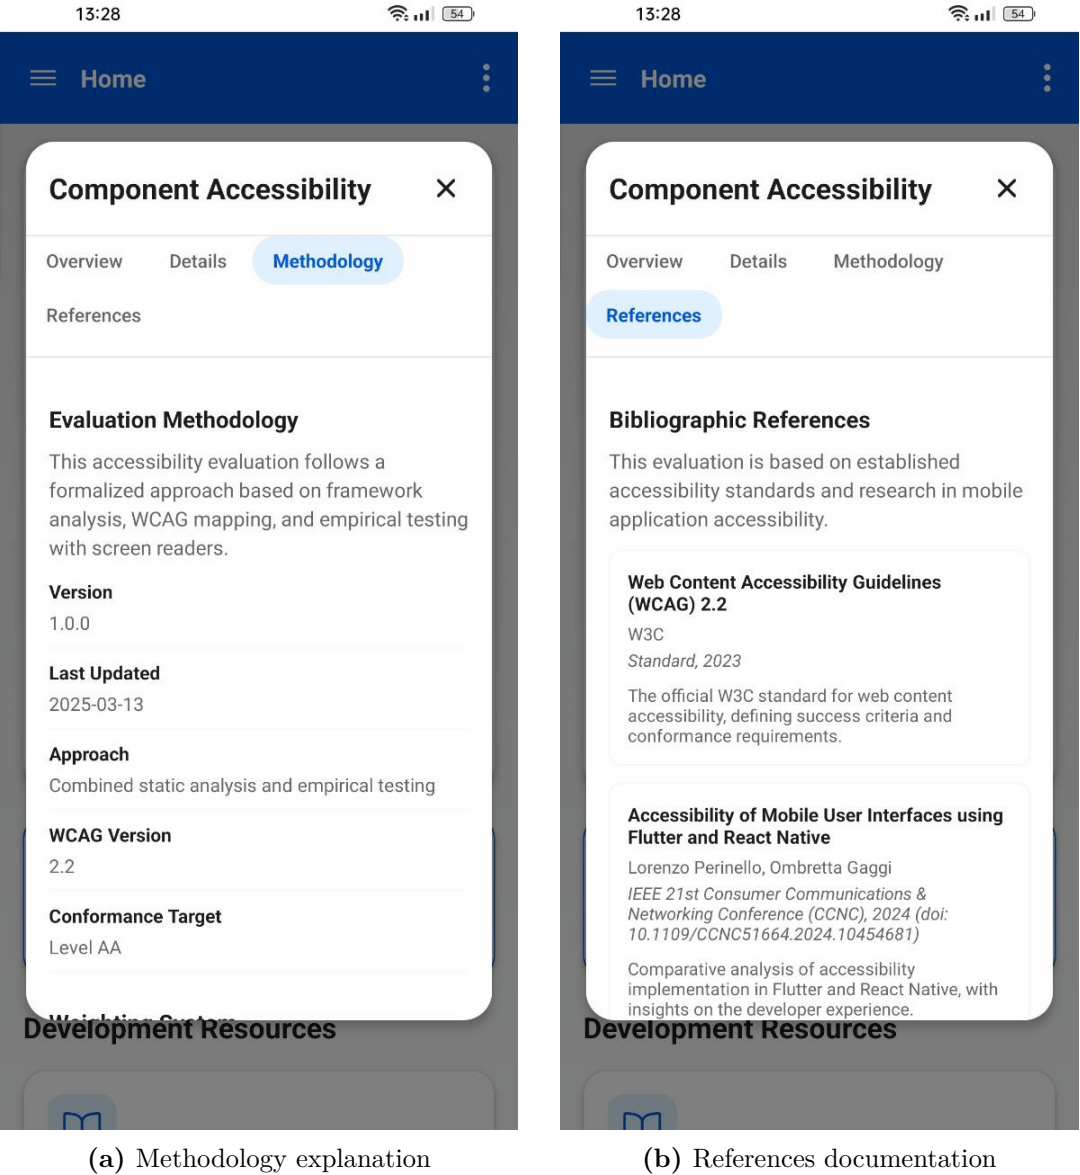 13:28
54
Home
Component Accessibility
Overview Details Methodology
References
Evaluation Methodology
This accessibility evaluation follows a
formalized approach based on framework
analysis, WCAG mapping, and empirical testing
with screen readers.
Version
1.0.0
Last Updated
2025-03-13
Approach
Combined static analysis and empirical testing
WCAG Version
2.2
Conformance Target
Level AA
Weighting System
Development Resources
(a) Methodology explanation
13:28
54
Home
Component Accessibility
Overview Details Methodology
References
Bibliographic References
This evaluation is based on established
accessibility standards and research in mobile
application accessibility.
Web Content Accessibility Guidelines
(WCAG) 2.2
W3C
Standard, 2023
The official W3C standard for web content
accessibility, defining success criteria and
conformance requirements.
Accessibility of Mobile User Interfaces using
Flutter and React Native
Lorenzo Perinello, Ombretta Gaggi
IEEE 21st Consumer Communications &
Networking Conference (CCNC), 2024 (doi:
10.1109/CCNC51664.2024.10454681)
Comparative analysis of accessibility
implementation in Flutter and React Native, with
insights on the developer experience.
Development Resources
(b) References documentation